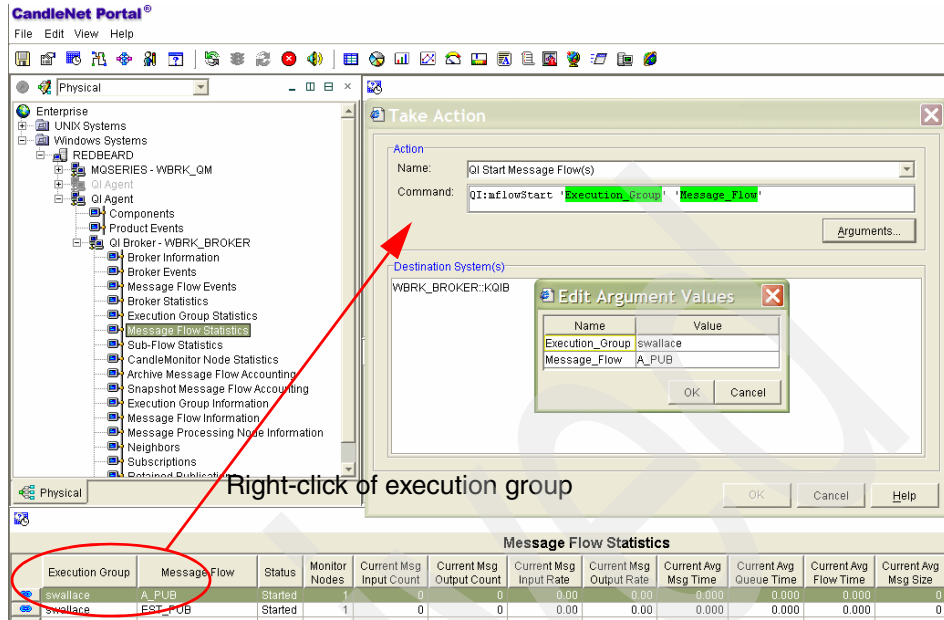 CandleNet Portal®
File Edit View Help
Physical
Enterprise
UNIX Systems
Windows Systems
REDBEARD
MQSERIES - WBRK_QM
QI Agent
QI Agent
Components
Product Events
QI Broker - WBRK_BROKER
Broker Information
Broker Events
Message Flow Events
Broker Statistics
Execution Group Statistics
Message Flow Statistics
Sub-Flow Statistics
CandleMonitor Node Statistics
Archive Message Flow Accounting
Snapshot Message Flow Accounting
Execution Group Information
Message Flow Information
Message Processing Node Information
Neighbors
Subscriptions
Physical
Take Action
Action
Name: QI Start Message Flow(s)
Command: QI:mflowStart 'Execution_Group' 'Message_Flow'
Arguments...
Destination System(s)
WBRK_BROKER::KQIB
Edit Argument Values
Name Value
Execution_Group swallace
Message_Flow A_PUB
OK Cancel
OK Cancel Help
Right-click of execution group
Message Flow Statistics
Execution Group Message Flow Status Monitor Nodes Current Msg Input Count Current Msg Output Count Current Msg Input Rate Current Msg Output Rate Current Avg Msg Time Current Avg Queue Time Current Avg Flow Time Current Avg Msg Size
swallace A_PUB Started 1 0 0 0.00 0.00 0.000 0.000 0.000 0
swallace EST_PUB Started 1 0 0 0.00 0.00 0.000 0.000 0.000 0